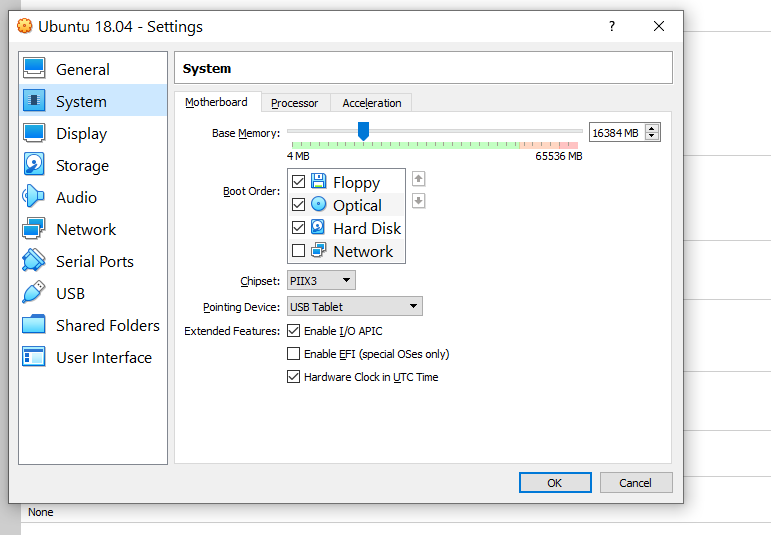 Ubuntu 18.04 - Settings
?
General
System
Display
Storage
Audio
Network
Serial Ports
USB
Shared Folders
User Interface
System
Motherboard Processor Acceleration
Base Memory: 16384 MB
4 MB 65536 MB
Boot Order:
Floppy
Optical
Hard Disk
Network
Chipset: PIIX3
Pointing Device: USB Tablet
Extended Features: Enable I/O APIC
Enable EFI (special OSes only)
Hardware Clock in UTC Time
OK Cancel
None